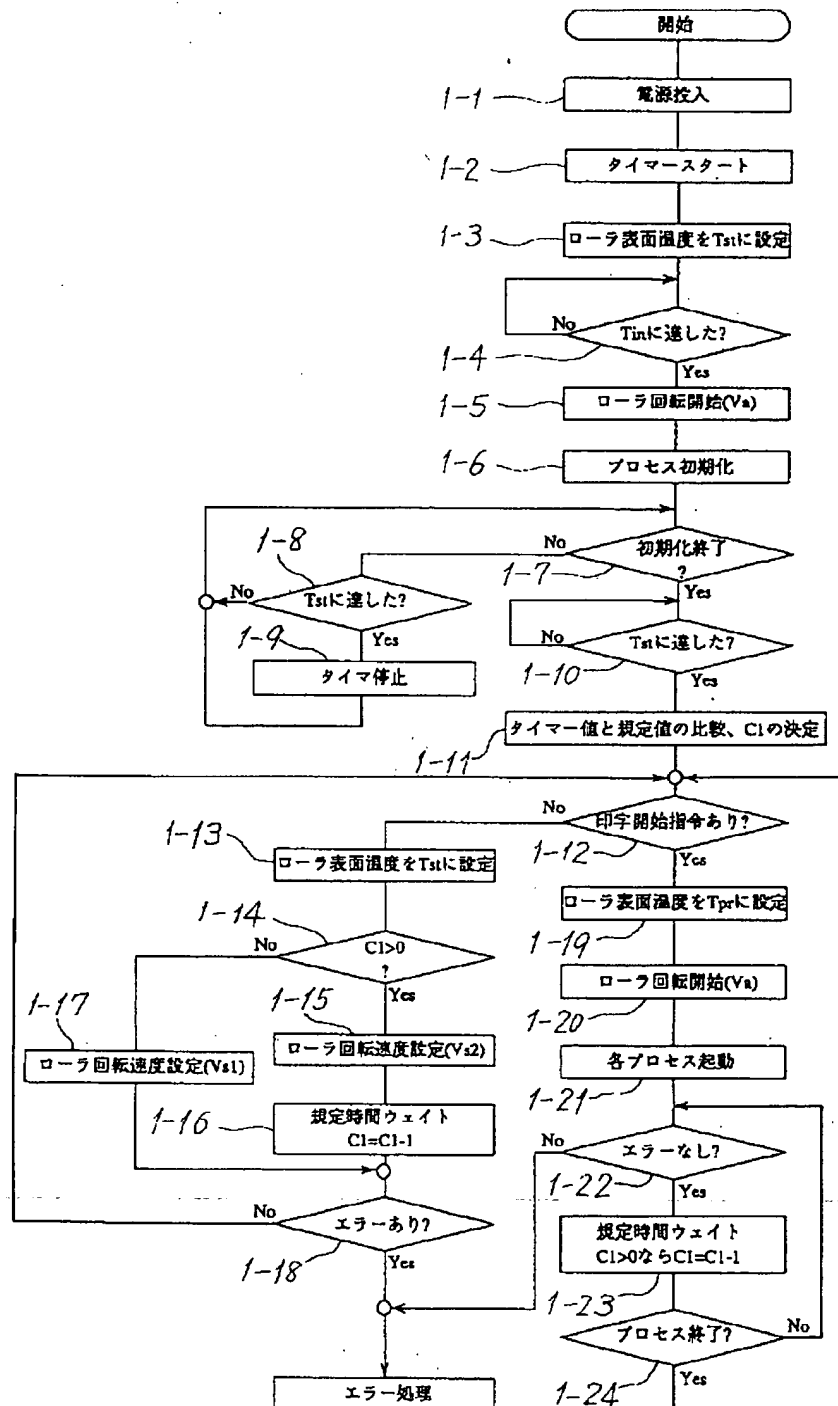 開始
1-1
電源投入
1-2
タイマースタート
1-3
ローラ表面温度をTstに設定
No
Tinに達した?
1-4
Yes
1-5
ローラ回転開始(Va)
1-6
プロセス初期化
No
初期化終了
?
1-7
Yes
1-8
No
Tstに達した?
Yes
1-9
タイマ停止
No
Tstに達した?
1-10
Yes
タイマー値と規定値の比較、C1の決定
1-11
No
印字開始指令あり?
1-12
Yes
1-13
ローラ表面温度をTstに設定
1-14
No
C1>0
?
Yes
1-15
ローラ回転速度設定(Vs2)
1-17
ローラ回転速度設定(Vs1)
1-16
規定時間ウェイト
C1=C1-1
No
エラーあり?
1-18
Yes
ローラ表面温度をTprに設定
1-19
ローラ回転開始(Va)
1-20
各プロセス起動
1-21
No
エラーなし?
1-22
Yes
規定時間ウェイト
C1>0ならC1=C1-1
1-23
プロセス終了?
No
1-24
Yes
エラー処理